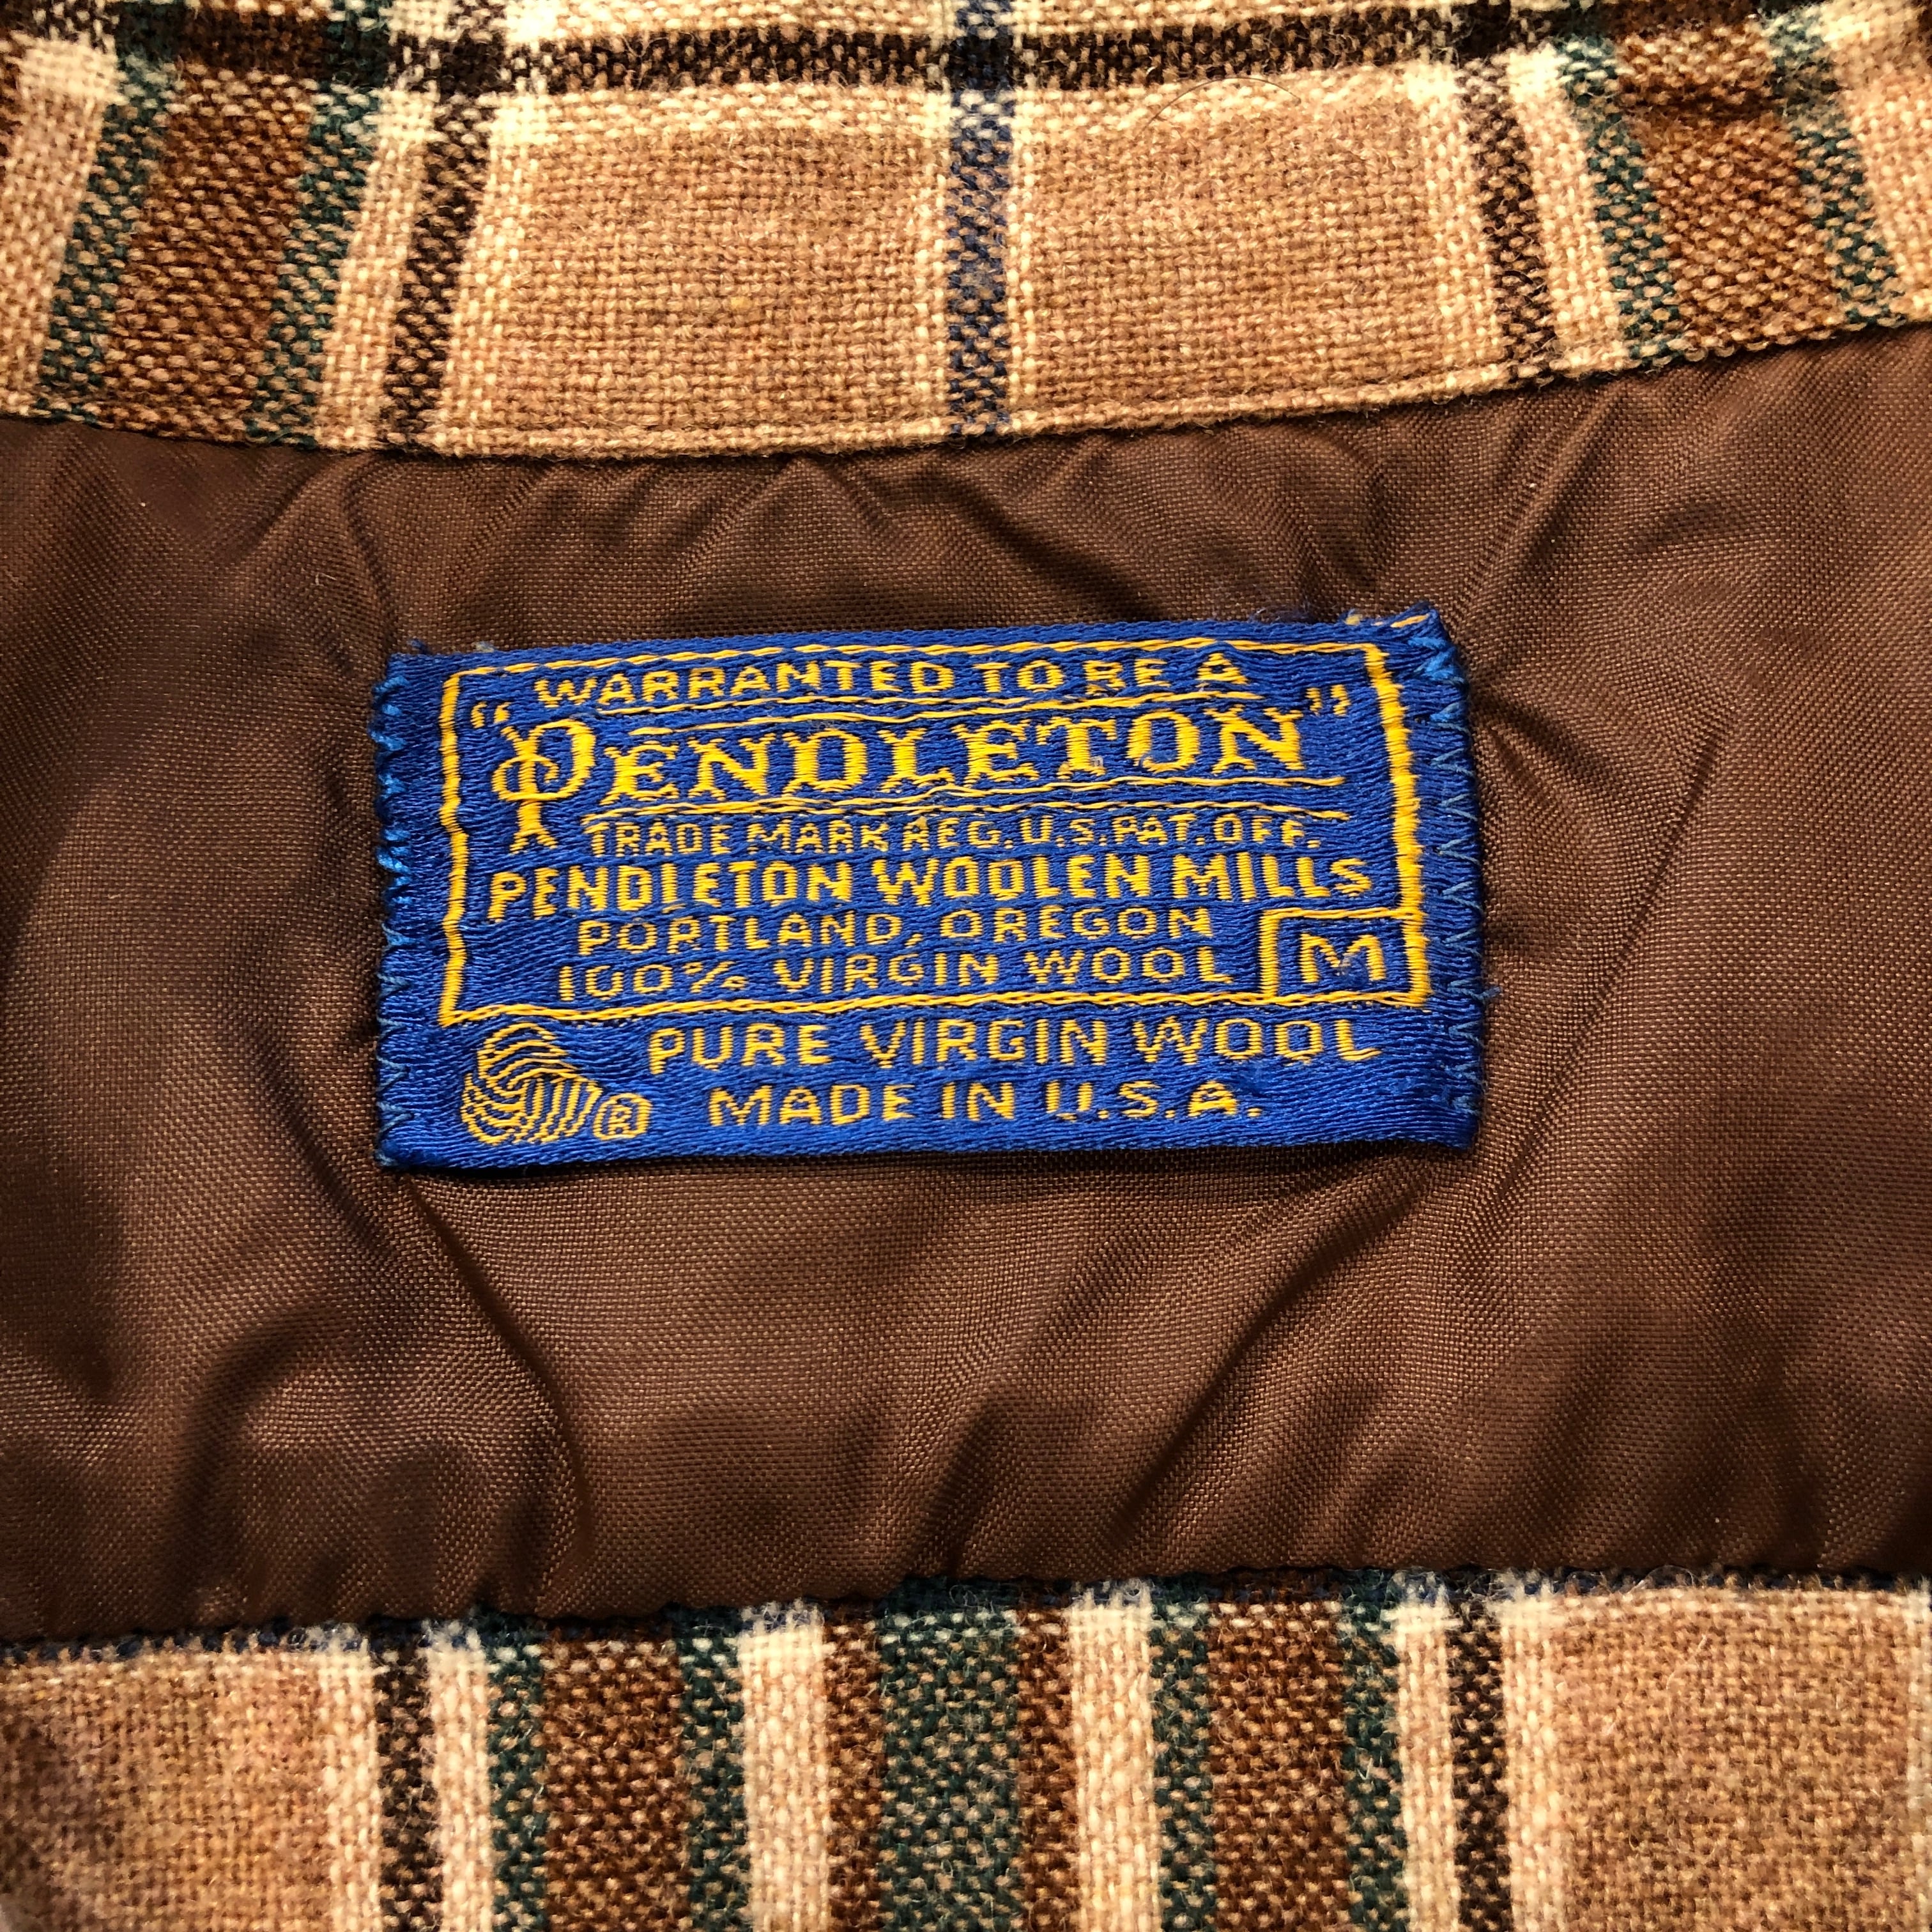 WARRANTED TO BE A
"PENDLETON"
TRADE MARK REG. U.S. PAT. OFF.
PENDLETON WOOLEN MILLS
PORTLAND, OREGON
100% VIRGIN WOOL M
PURE VIRGIN WOOL
® MADE IN U.S.A.